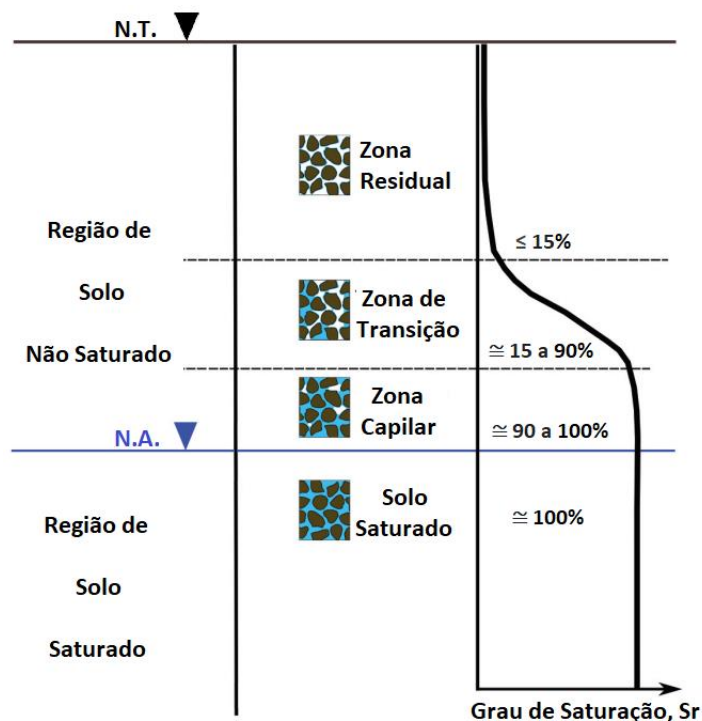 N.T.
Zona
Residual
Região de
Solo
Não Saturado
≤ 15%
Zona de
Transição
≅ 15 a 90%
Zona
Capilar
≅ 90 a 100%
N.A.
Solo
Saturado
≅ 100%
Região de
Solo
Saturado
Grau de Saturação, Sr